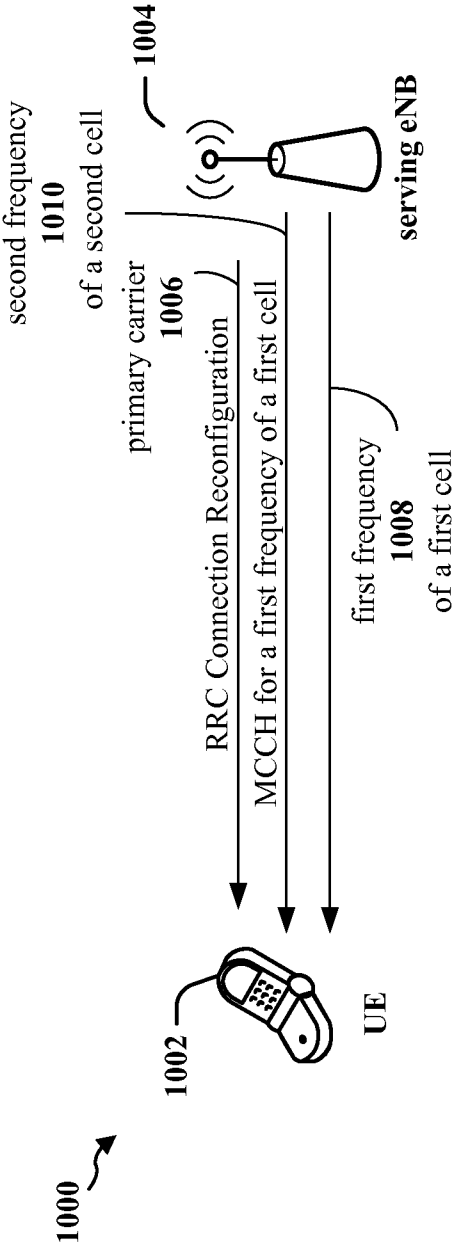 1000
1002
UE
RRC Connection Reconfiguration
MCCH for a first frequency of a first cell
primary carrier
1006
second frequency
1010
of a second cell
first frequency
1008
of a first cell
1004
serving eNB